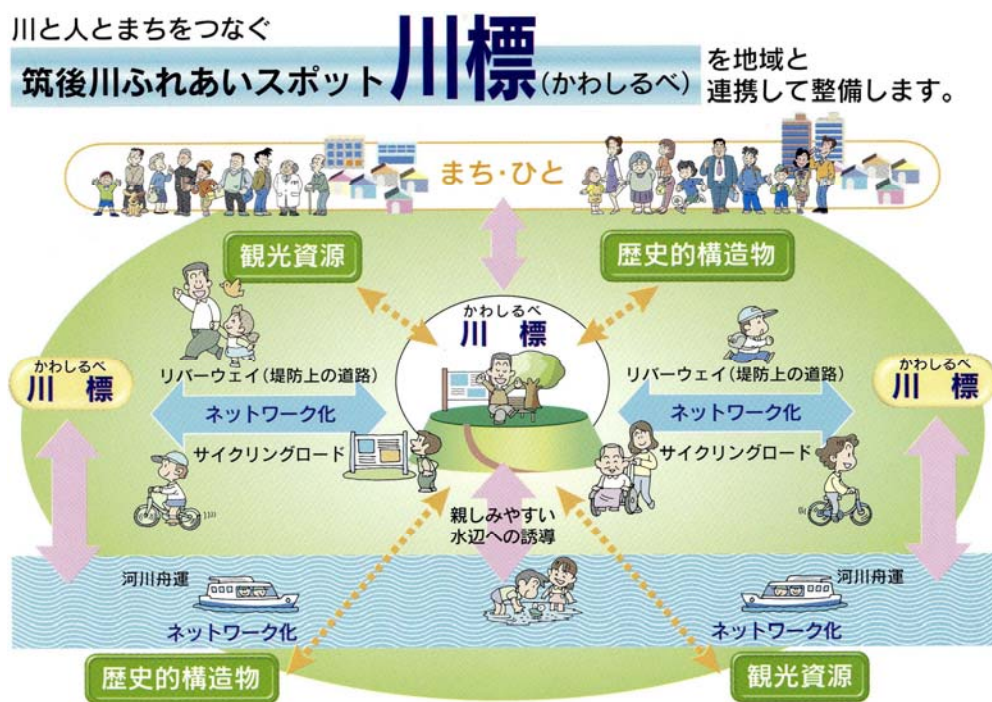 川と人とまちをつなぐ
筑後川ふれあいスポット川標(かわしるべ)を地域と
連携して整備します。
まち・ひと
観光資源
歴史的構造物
かわしるべ
川 標
かわしるべ
川 標
かわしるべ
川 標
リバーウェイ(堤防上の道路)
ネットワーク化
サイクリングロード
リバーウェイ(堤防上の道路)
ネットワーク化
サイクリングロード
親しみやすい
水辺への誘導
河川舟運
ネットワーク化
河川舟運
ネットワーク化
歴史的構造物
観光資源